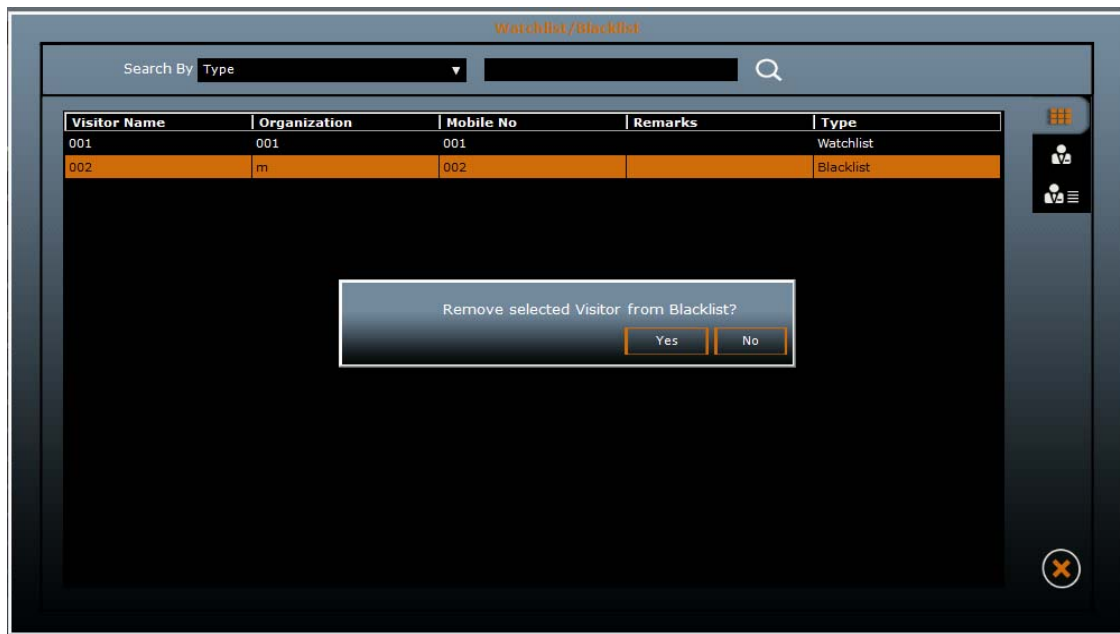 Watchlist/Blacklist
Search By Type
Visitor Name Organization Mobile No Remarks Type
001 001 001 Watchlist
002 m 002 Blacklist
Remove selected Visitor from Blacklist?
Yes No